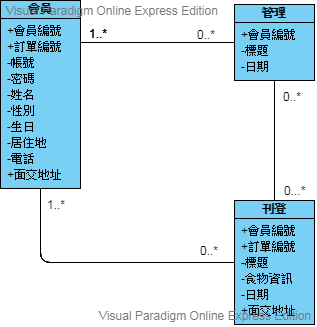 Visual Paradigm Online Express Edition
會員
+會員編號
+訂單編號
-帳號
-密碼
-姓名
-性別
-生日
-居住地
-電話
+面交地址
1..*
0..*
管理
+會員編號
-標題
-日期
0..*
0...*
1..*
0..*
刊登
+會員編號
+訂單編號
-標題
-食物資訊
-日期
+面交地址
Visual Paradigm Online Express Edition